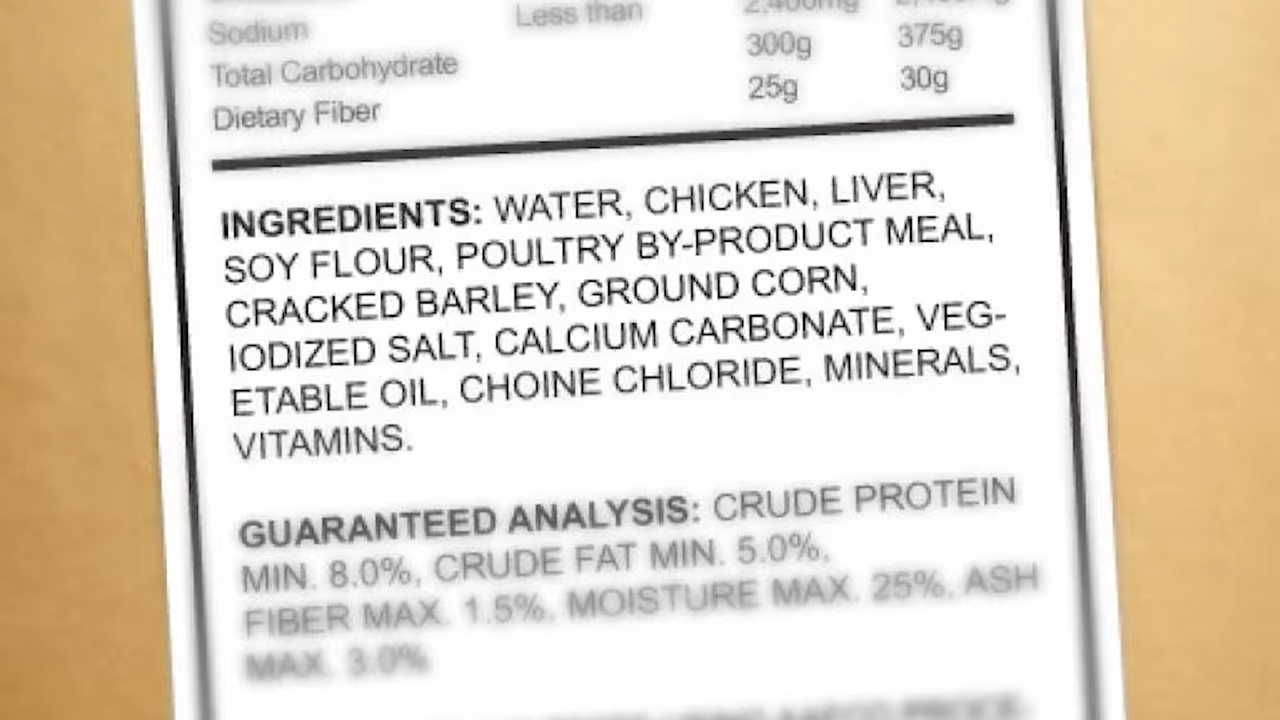 Sodium Less than 2,400mg
Total Carbohydrate 300g 375g
Dietary Fiber 25g 30g
INGREDIENTS: WATER, CHICKEN, LIVER,
SOY FLOUR, POULTRY BY-PRODUCT MEAL,
CRACKED BARLEY, GROUND CORN,
IODIZED SALT, CALCIUM CARBONATE, VEG-
ETABLE OIL, CHOINE CHLORIDE, MINERALS,
VITAMINS.
GUARANTEED ANALYSIS: CRUDE PROTEIN
MIN. 8.0%, CRUDE FAT MIN. 5.0%,
FIBER MAX. 1.5%, MOISTURE MAX. 25%, ASH
MAX. 3.0%